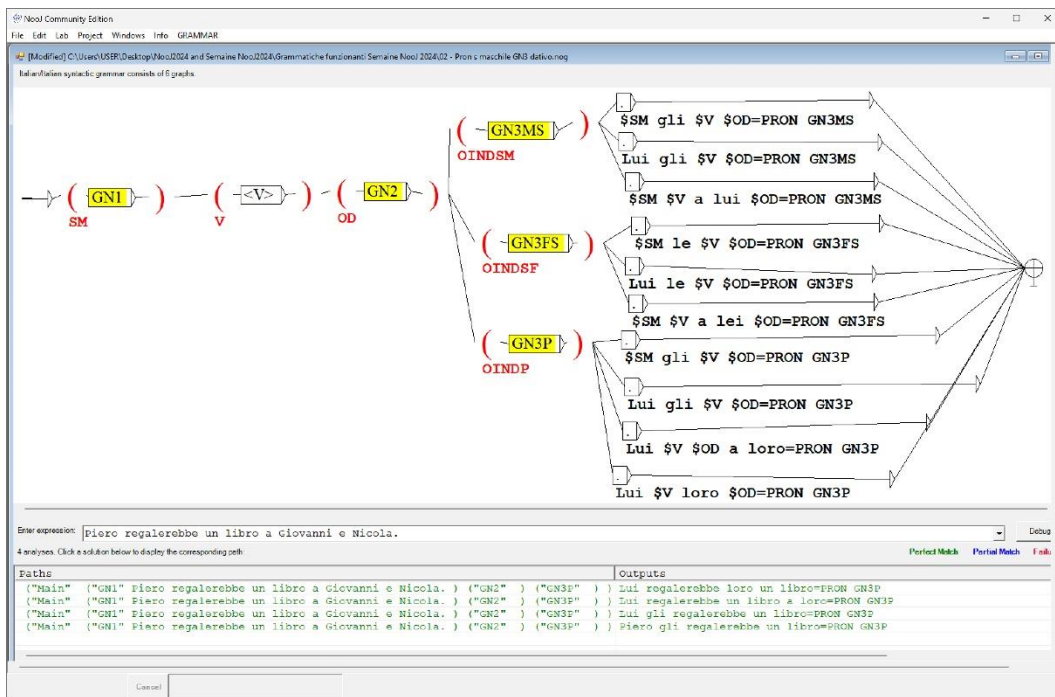 NooJ Community Edition
File Edit Lab Project Windows Info GRAMMAR
[Modified] C:\Users\USER\Desktop\NooJ2024 and Semaine NooJ2024\Grammatiche funzionanti Semaine NooJ 2024\02 - Pron s maschile GN3 dativo.nog
Italian/Italian syntactic grammar consists of 6 graphs.
$SM gli $V $OD=PRON GN3MS
GN3MS
OINDSM
Lui gli $V $OD=PRON GN3MS
$SM $V a lui $OD=PRON GN3MS
GN1
SM
<V>
V
GN2
OD
$SM le $V $OD=PRON GN3FS
GN3FS
OINDSF
Lui le $V $OD=PRON GN3FS
$SM $V a lei $OD=PRON GN3FS
GN3P
OINDP
$SM gli $V $OD=PRON GN3P
Lui gli $V $OD=PRON GN3P
Lui $V $OD a loro=PRON GN3P
Lui $V loro $OD=PRON GN3P
Enter expression: Piero regalerebbe un libro a Giovanni e Nicola. Debug
4 analyses. Click a solution below to display the corresponding path: Perfect Match Partial Match Failu
Paths Outputs
("Main" ("GN1" Piero regalerebbe un libro a Giovanni e Nicola. ) ("GN2" ) ("GN3P" ) ) Lui regalerebbe loro un libro=PRON GN3P
("Main" ("GN1" Piero regalerebbe un libro a Giovanni e Nicola. ) ("GN2" ) ("GN3P" ) ) Lui regalerebbe un libro a loro=PRON GN3P
("Main" ("GN1" Piero regalerebbe un libro a Giovanni e Nicola. ) ("GN2" ) ("GN3P" ) ) Lui gli regalerebbe un libro=PRON GN3P
("Main" ("GN1" Piero regalerebbe un libro a Giovanni e Nicola. ) ("GN2" ) ("GN3P" ) ) Piero gli regalerebbe un libro=PRON GN3P
Cancel